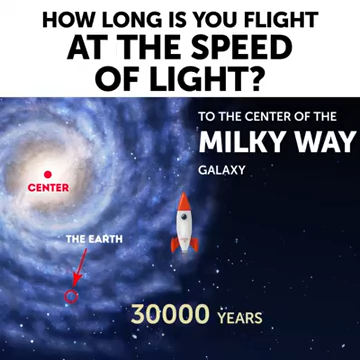 HOW LONG IS YOU FLIGHT
AT THE SPEED
OF LIGHT?
TO THE CENTER OF THE
MILKY WAY
GALAXY
CENTER
THE EARTH
30000 YEARS